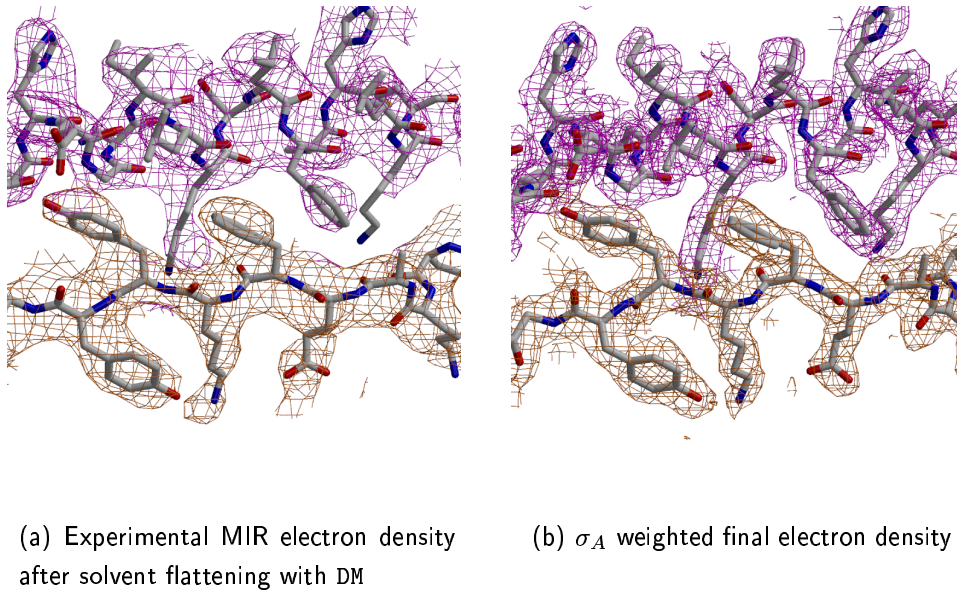 (a) Experimental MIR electron density
after solvent flattening with DM
(b) σA weighted final electron density